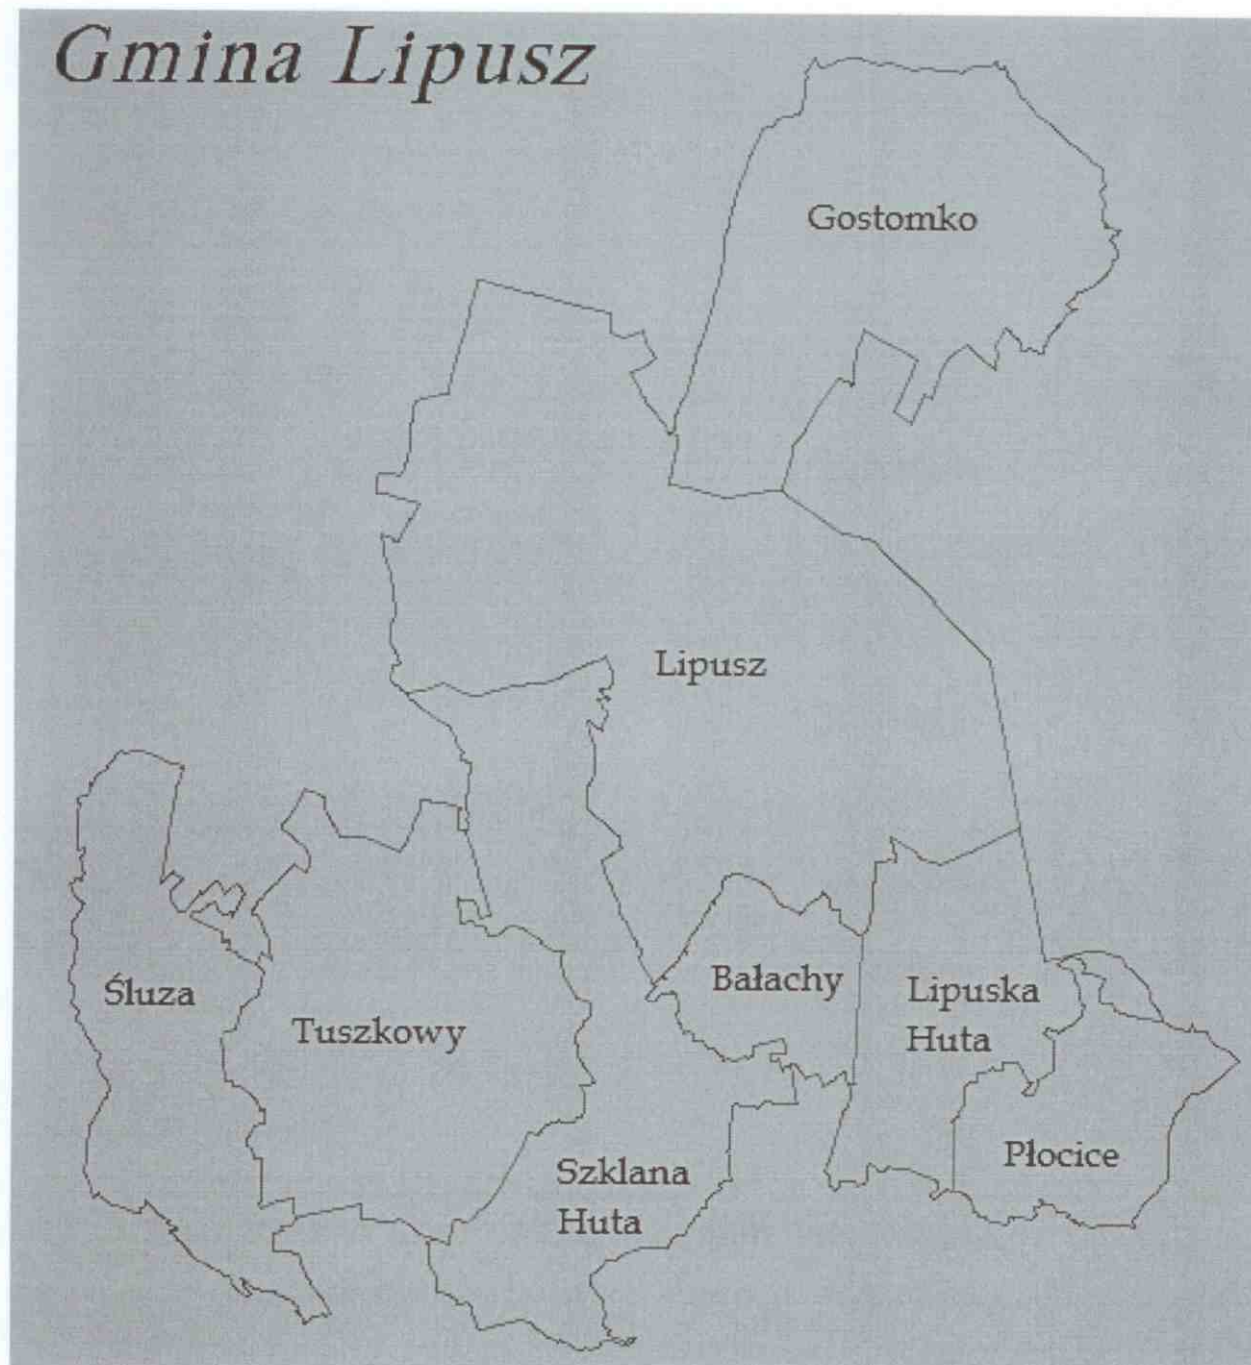 Gmina Lipusz
Gostomko
Lipusz
Bałachy
Lipuska
Huta
Śluza
Tuszkowy
Szklana
Huta
Płocice